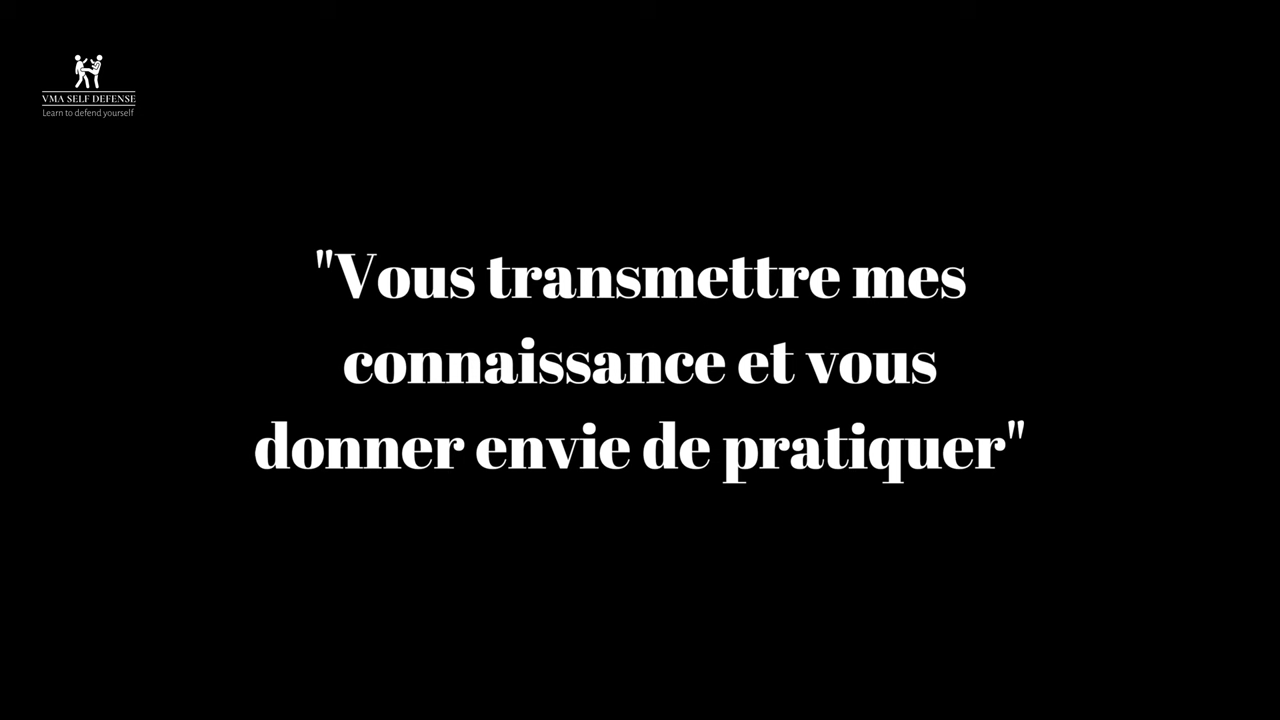 VMA SELF DEFENSE
Learn to defend yourself
"Vous transmettre mes
connaissance et vous
donner envie de pratiquer"